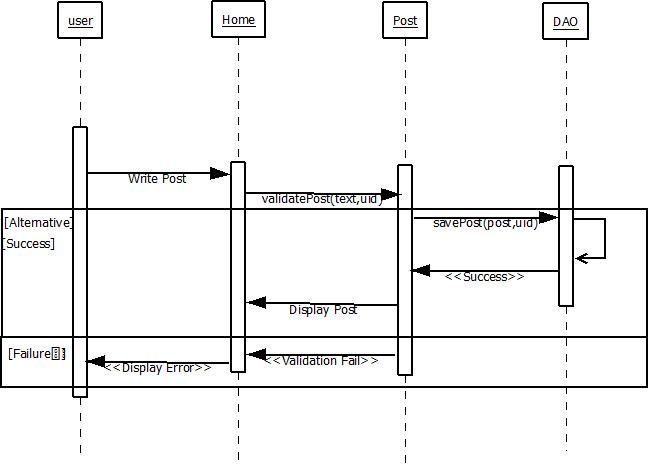 user
Home
Post
DAO
Write Post
validatePost(text,uid)
[Alternative]
savePost(post,uid)
[Success]
<<Success>>
Display Post
[Failure]
<<Validation Fail>>
<<Display Error>>